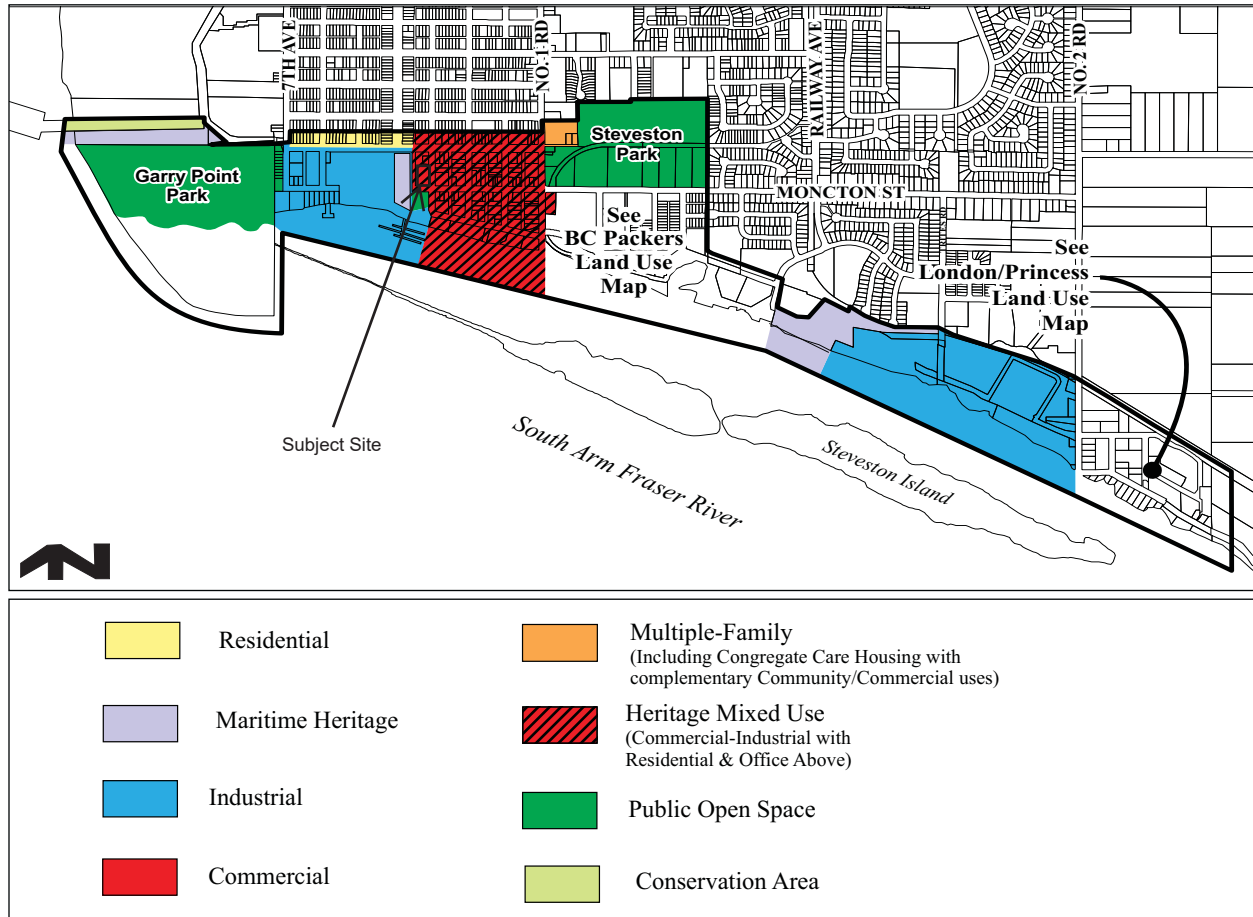 7TH AVE
NO. 1 RD
RAILWAY AVE
NO. 2 RD
Garry Point
Park
Steveston
Park
MONCTON ST
See
BC Packers
Land Use
Map
See
London/Princess
Land Use
Map
Subject Site
South Arm Fraser River
Steveston Island
N
Residential
Maritime Heritage
Industrial
Commercial
Multiple-Family
(Including Congregate Care Housing with
complementary Community/Commercial uses)
Heritage Mixed Use
(Commercial-Industrial with
Residential & Office Above)
Public Open Space
Conservation Area